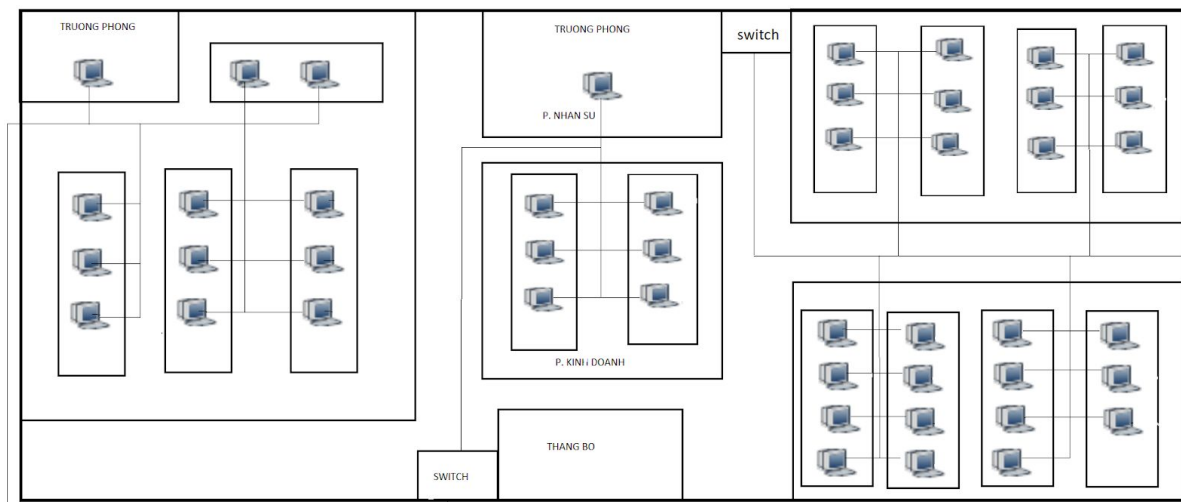 TRUONG PHONG
TRUONG PHONG
switch
P. NHAN SU
P. KINH DOANH
THANG BO
SWITCH